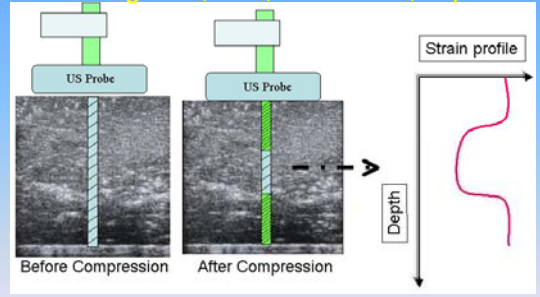 US Probe
US Probe
Strain profile
Depth
Before Compression
After Compression